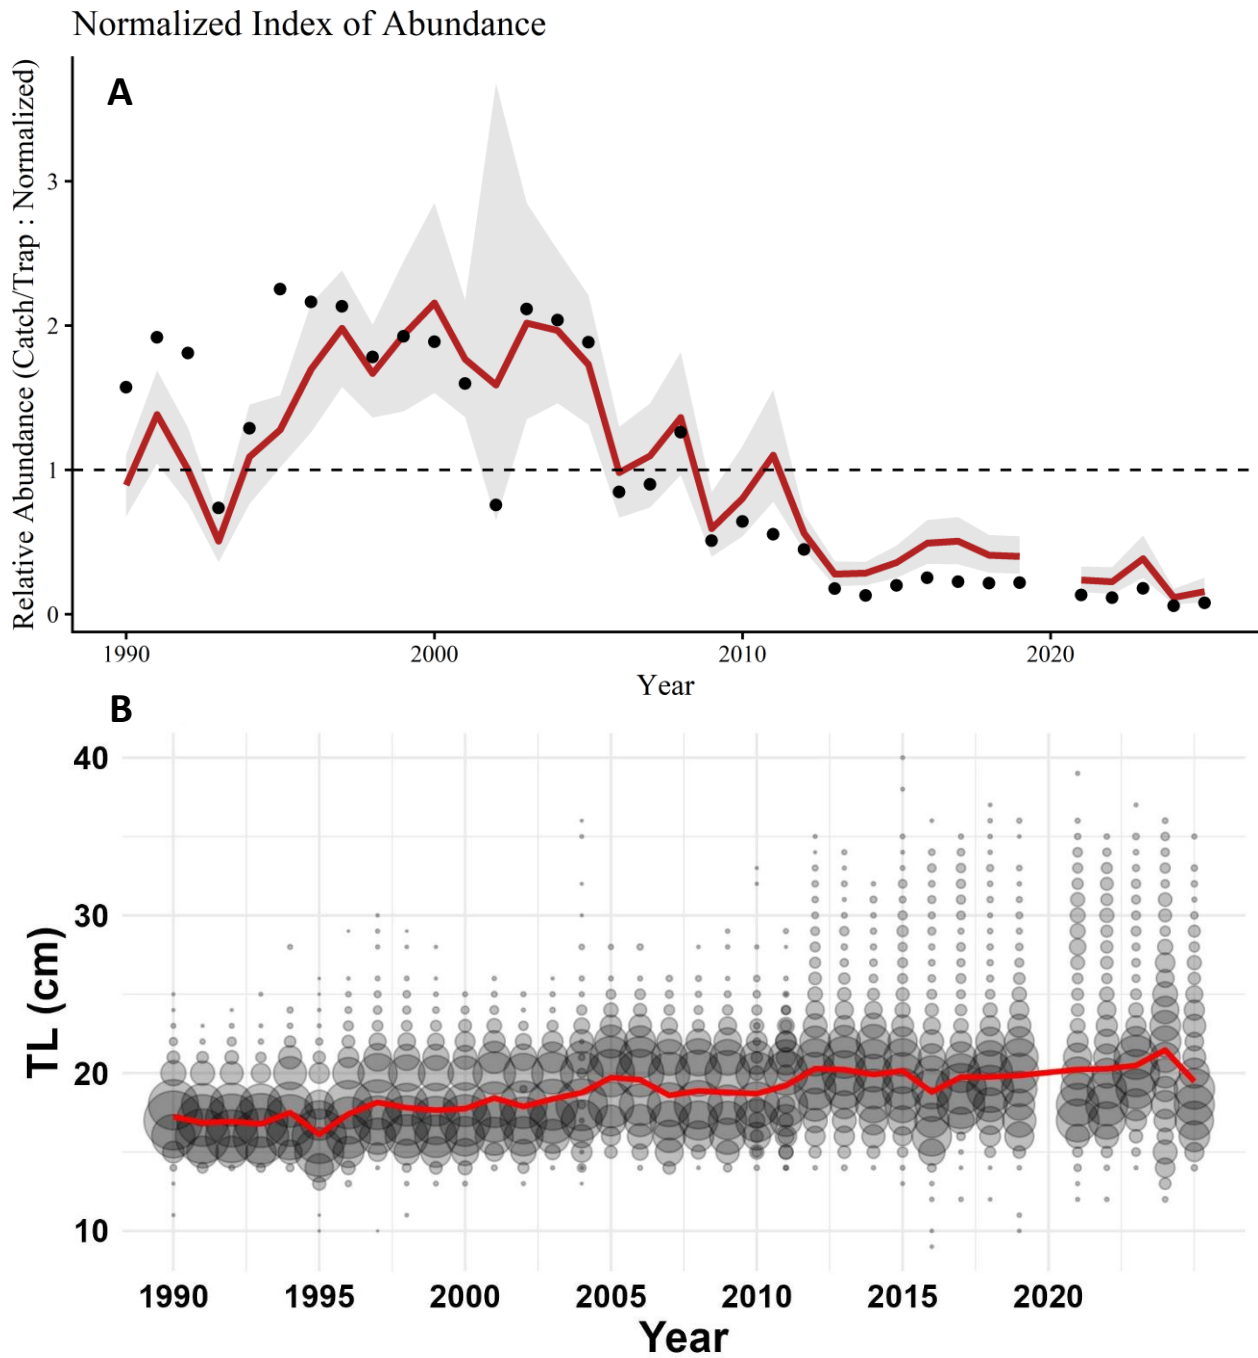 Normalized Index of Abundance
A
Relative Abundance (Catch/Trap : Normalized)
3
2
1
0
1990 2000 2010 2020
Year
B
TL (cm)
40
30
20
10
1990 1995 2000 2005 2010 2015 2020
Year